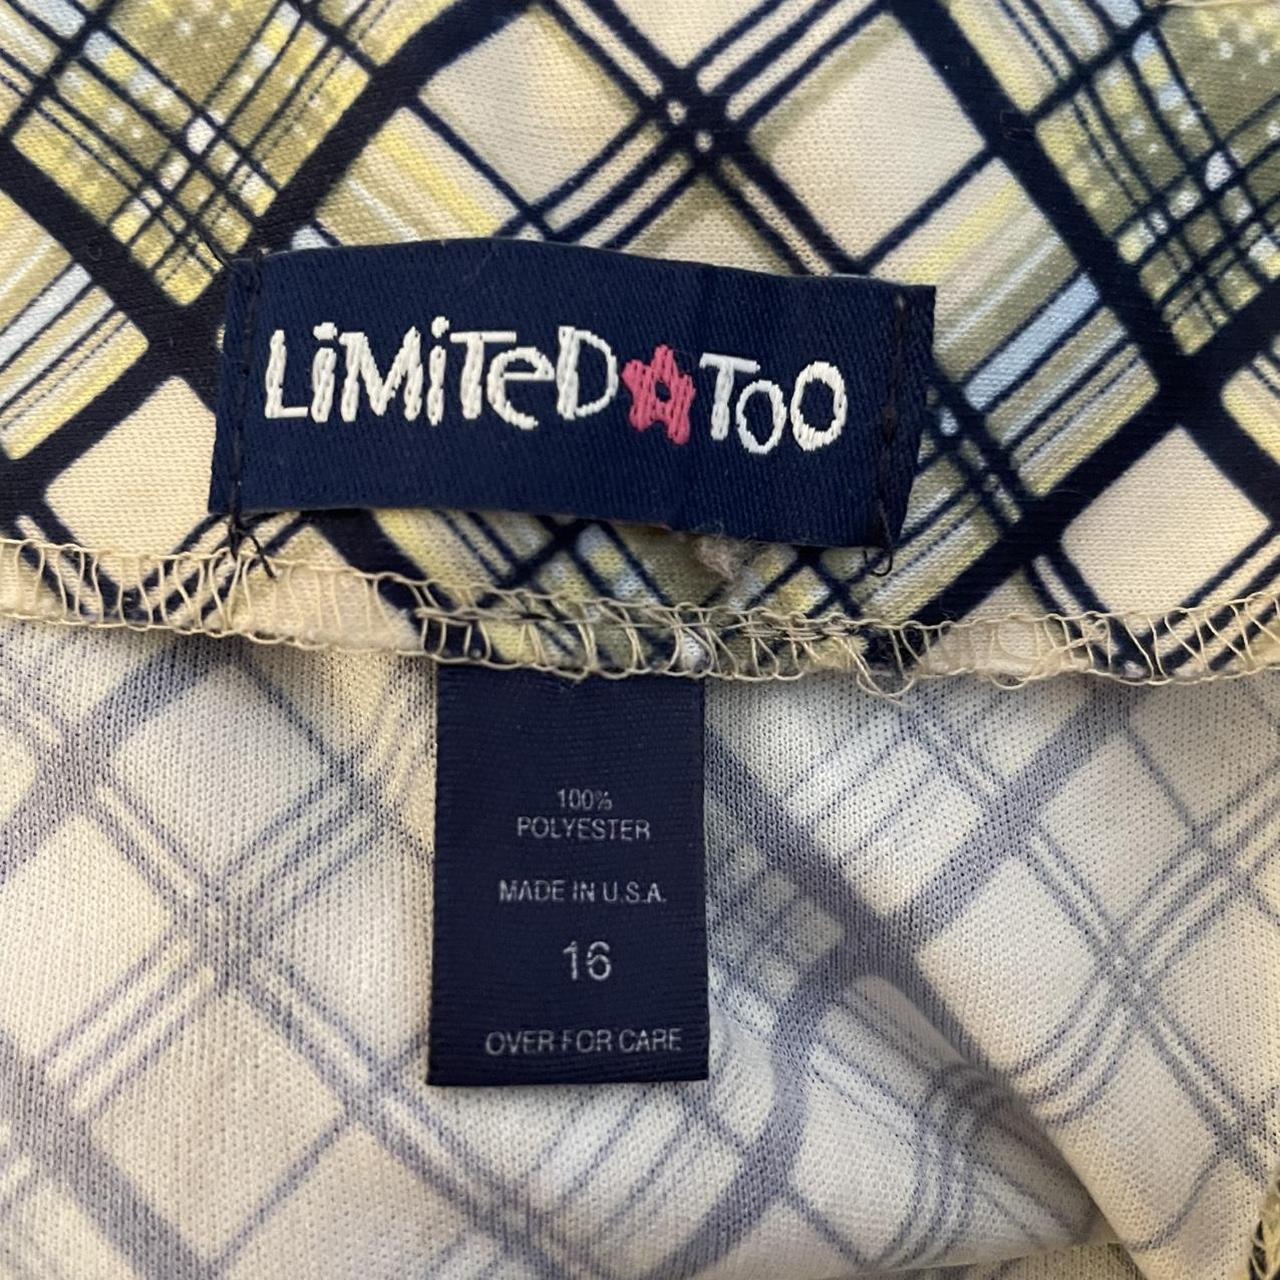 LiMiTeD ToO
100%
POLYESTER
MADE IN U.S.A.
16
OVER FOR CARE